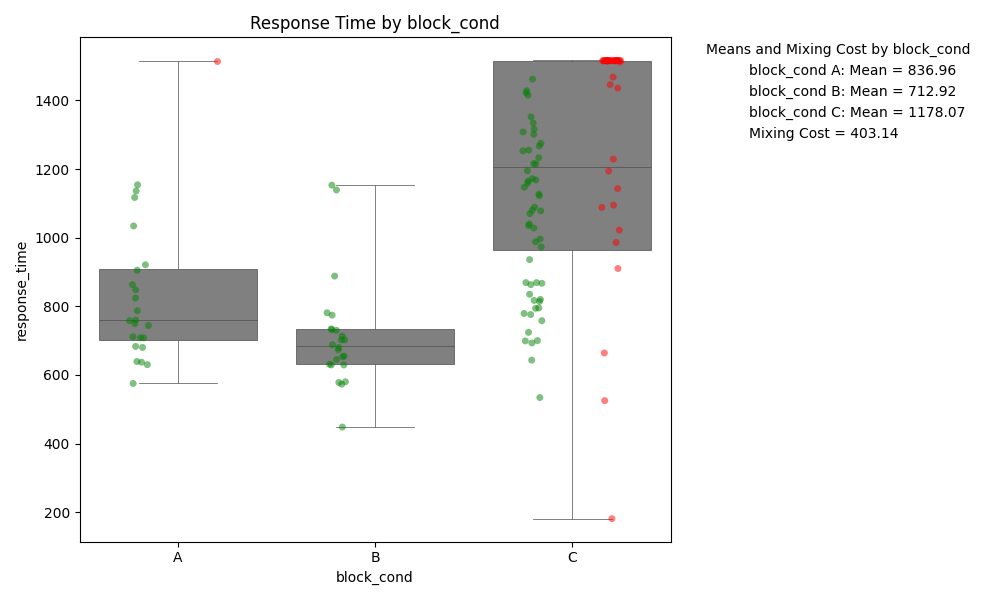 Response Time by block_cond
Means and Mixing Cost by block_cond
block_cond A: Mean = 836.96
block_cond B: Mean = 712.92
block_cond C: Mean = 1178.07
Mixing Cost = 403.14
response_time
1400
1200
1000
800
600
400
200
A
B
C
block_cond